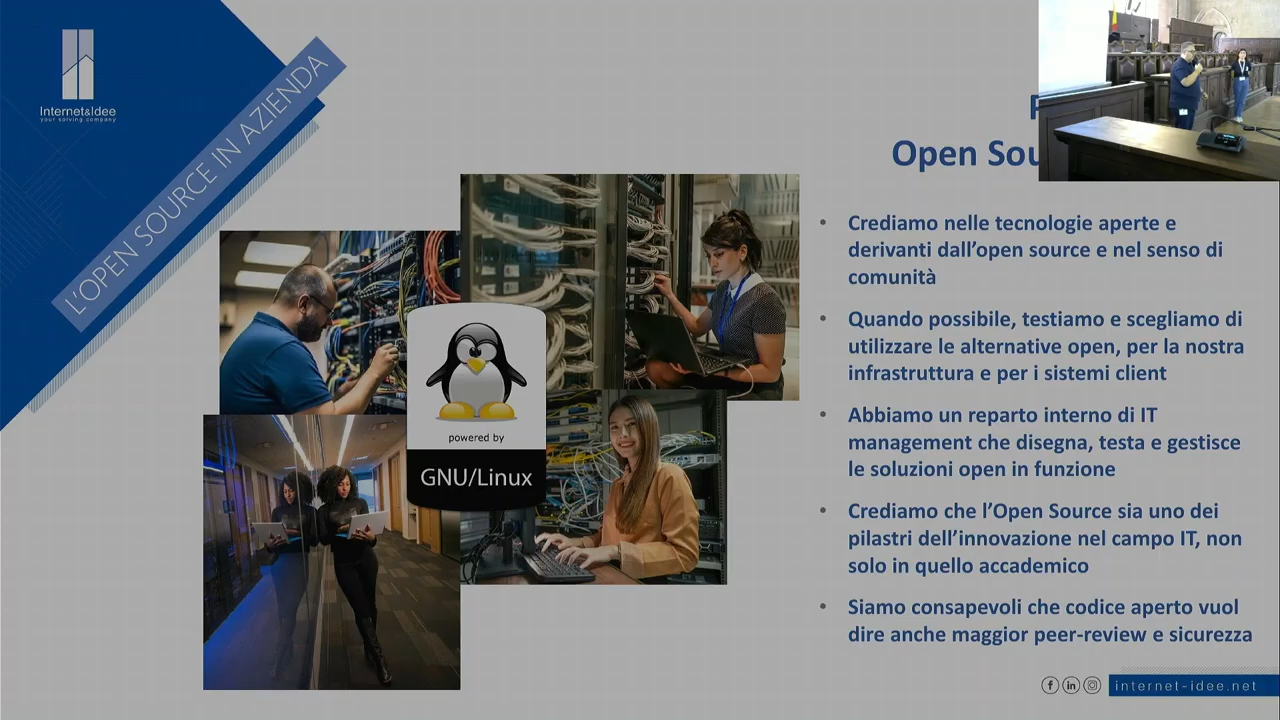 Internet&Idee
your solving company
L'OPEN SOURCE IN AZIENDA
Open
Crediamo nelle tecnologie aperte e
derivanti dall'open source e nel senso di
comunità
Quando possibile, testiamo e scegliamo di
utilizzare le alternative open, per la nostra
infrastruttura e per i sistemi client
Abbiamo un reparto interno di IT
management che disegna, testa e gestisce
le soluzioni open in funzione
Crediamo che l'Open Source sia uno dei
pilastri dell'innovazione nel campo IT, non
solo in quello accademico
Siamo consapevoli che codice aperto vuol
dire anche maggior peer-review e sicurezza
powered by
GNU/Linux
internet-idee.net